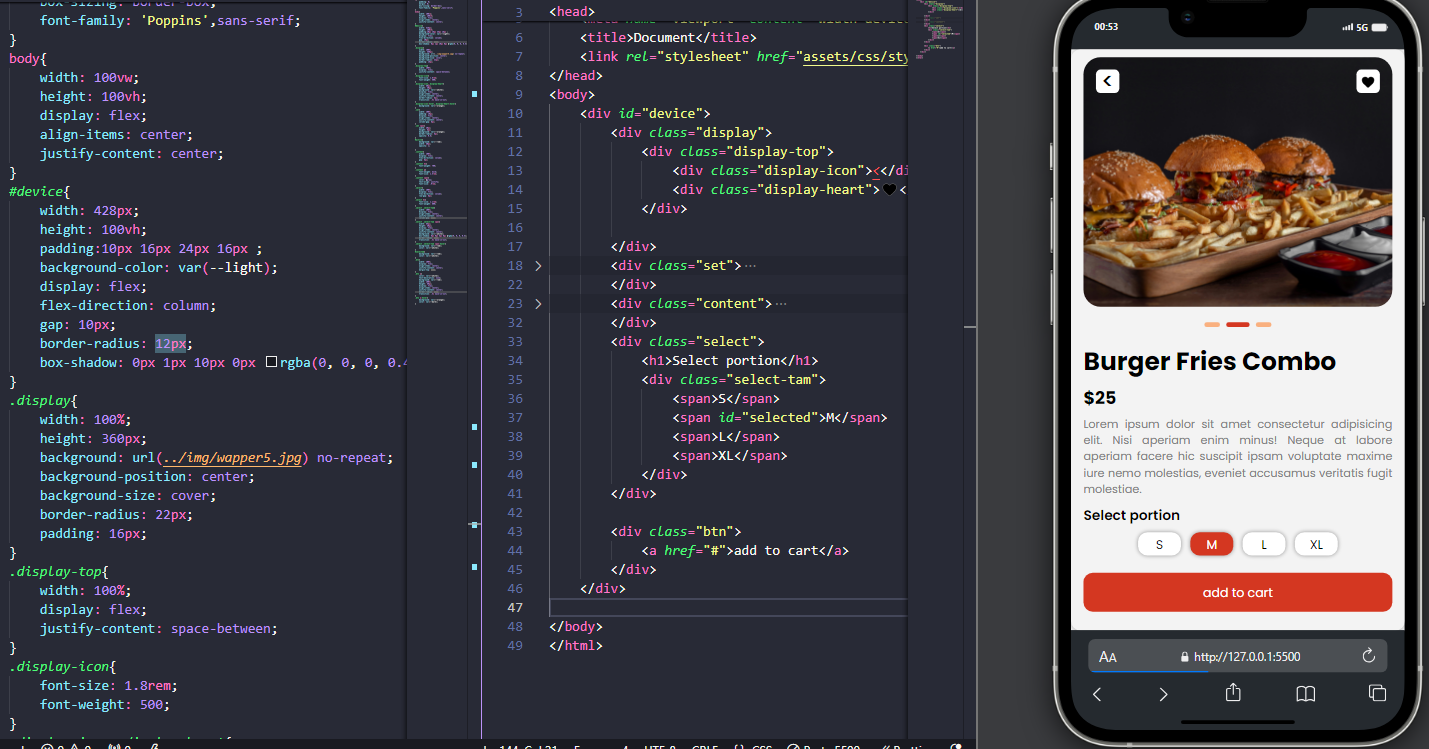 font-family: 'Poppins',sans-serif;
}
body{
width: 100vw;
height: 100vh;
display: flex;
align-items: center;
justify-content: center;
}
#device{
width: 428px;
height: 100vh;
padding:10px 16px 24px 16px ;
background-color: var(--light);
display: flex;
flex-direction: column;
gap: 10px;
border-radius: 12px;
box-shadow: 0px 1px 10px 0px rgba(0, 0, 0, 0.4
}
.display{
width: 100%;
height: 360px;
background: url(../img/wapper5.jpg) no-repeat;
background-position: center;
background-size: cover;
border-radius: 22px;
padding: 16px;
}
.display-top{
width: 100%;
display: flex;
justify-content: space-between;
}
.display-icon{
font-size: 1.8rem;
font-weight: 500;
}
3 <head>
6 <title>Document</title>
7 <link rel="stylesheet" href="assets/css/sty
8 </head>
9 <body>
10 <div id="device">
11 <div class="display">
12 <div class="display-top">
13 <div class="display-icon"><</di
14 <div class="display-heart">🖤<
15 </div>
16
17 </div>
18 <div class="set">···
22 </div>
23 <div class="content">···
32 </div>
33 <div class="select">
34 <h1>Select portion</h1>
35 <div class="select-tam">
36 <span>S</span>
37 <span id="selected">M</span>
38 <span>L</span>
39 <span>XL</span>
40 </div>
41 </div>
42
43 <div class="btn">
44 <a href="#">add to cart</a>
45 </div>
46 </div>
47
48 </body>
49 </html>
00:53
5G
Burger Fries Combo
$25
Lorem ipsum dolor sit amet consectetur adipisicing
elit. Nisi aperiam enim minus! Neque at labore
aperiam facere hic suscipit ipsam voluptate maxime
iure nemo molestias, eveniet accusamus veritatis fugit
molestiae.
Select portion
S M L XL
add to cart
AA http://127.0.0.1:5500